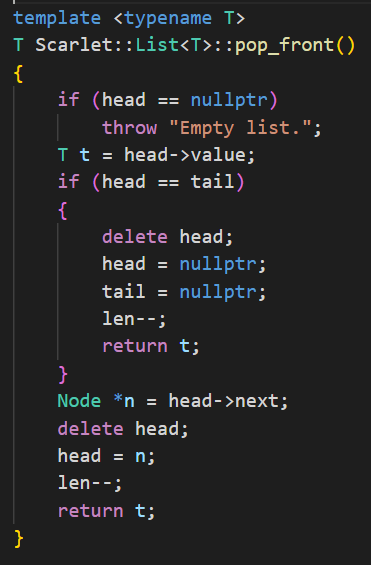 template <typename T>
T Scarlet::List<T>::pop_front()
{
    if (head == nullptr)
        throw "Empty list.";
    T t = head->value;
    if (head == tail)
    {
        delete head;
        head = nullptr;
        tail = nullptr;
        len--;
        return t;
    }
    Node *n = head->next;
    delete head;
    head = n;
    len--;
    return t;
}